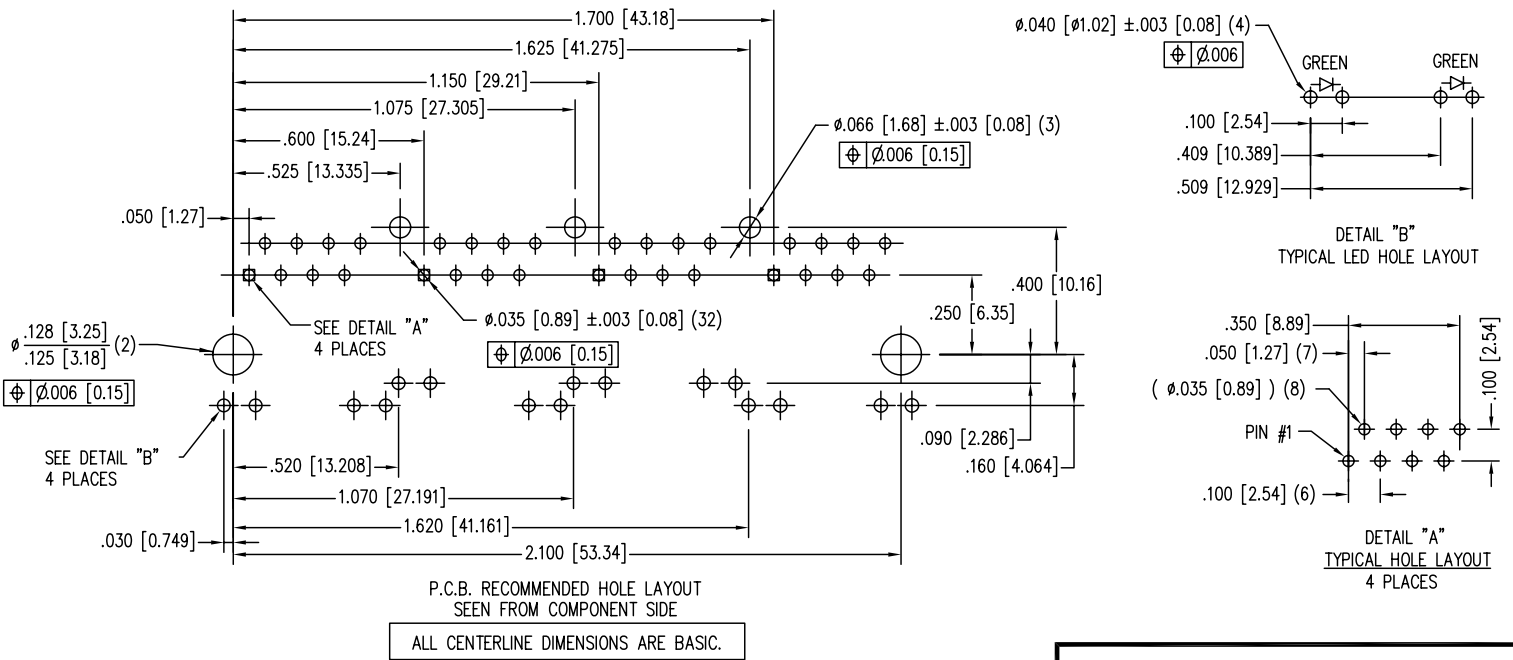 1.700 [43.18]
1.625 [41.275]
1.150 [29.21]
1.075 [27.305]
.600 [15.24]
.525 [13.335]
.050 [1.27]
ø.066 [1.68] ±.003 [0.08] (3)
⌖ Ø.006 [0.15]
.400 [10.16]
.250 [6.35]
SEE DETAIL "A"
4 PLACES
ø.035 [0.89] ±.003 [0.08] (32)
⌖ Ø.006 [0.15]
ø .128 [3.25]
.125 [3.18] (2)
⌖ Ø.006 [0.15]
SEE DETAIL "B"
4 PLACES
.090 [2.286]
.160 [4.064]
.520 [13.208]
1.070 [27.191]
1.620 [41.161]
.030 [0.749]
2.100 [53.34]
P.C.B. RECOMMENDED HOLE LAYOUT
SEEN FROM COMPONENT SIDE
ALL CENTERLINE DIMENSIONS ARE BASIC.
ø.040 [ø1.02] ±.003 [0.08] (4)
⌖ Ø.006
GREEN GREEN
.100 [2.54]
.409 [10.389]
.509 [12.929]
DETAIL "B"
TYPICAL LED HOLE LAYOUT
.350 [8.89]
.050 [1.27] (7)
( ø.035 [0.89] ) (8)
.100 [2.54]
PIN #1
.100 [2.54] (6)
DETAIL "A"
TYPICAL HOLE LAYOUT
4 PLACES